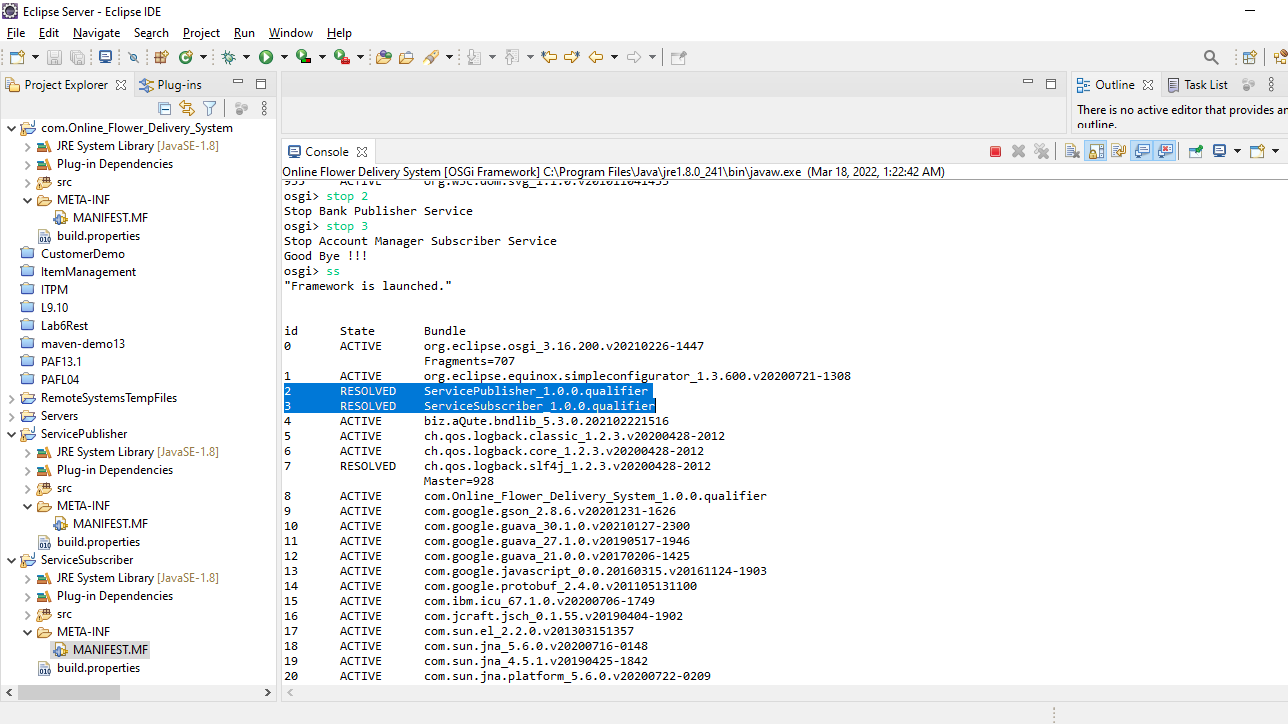 Eclipse Server - Eclipse IDE
File Edit Navigate Search Project Run Window Help
Project Explorer Plug-ins
com.Online_Flower_Delivery_System
JRE System Library [JavaSE-1.8]
Plug-in Dependencies
src
META-INF
MANIFEST.MF
build.properties
CustomerDemo
ItemManagement
ITPM
L9.10
Lab6Rest
maven-demo13
PAF13.1
PAFL04
RemoteSystemsTempFiles
Servers
ServicePublisher
JRE System Library [JavaSE-1.8]
Plug-in Dependencies
src
META-INF
MANIFEST.MF
build.properties
ServiceSubscriber
JRE System Library [JavaSE-1.8]
Plug-in Dependencies
src
META-INF
MANIFEST.MF
build.properties
Outline Task List
There is no active editor that provides an
outline.
Console
Online Flower Delivery System [OSGi Framework] C:\Program Files\Java\jre1.8.0_241\bin\javaw.exe (Mar 18, 2022, 1:22:42 AM)
955 ACTIVE org.w3c.dom.svg_1.1.0.v201011041433
osgi> stop 2
Stop Bank Publisher Service
osgi> stop 3
Stop Account Manager Subscriber Service
Good Bye !!!
osgi> ss
"Framework is launched."
id State Bundle
0 ACTIVE org.eclipse.osgi_3.16.200.v20210226-1447
Fragments=707
1 ACTIVE org.eclipse.equinox.simpleconfigurator_1.3.600.v20200721-1308
2 RESOLVED ServicePublisher_1.0.0.qualifier
3 RESOLVED ServiceSubscriber_1.0.0.qualifier
4 ACTIVE biz.aQute.bndlib_5.3.0.202102221516
5 ACTIVE ch.qos.logback.classic_1.2.3.v20200428-2012
6 ACTIVE ch.qos.logback.core_1.2.3.v20200428-2012
7 RESOLVED ch.qos.logback.slf4j_1.2.3.v20200428-2012
Master=928
8 ACTIVE com.Online_Flower_Delivery_System_1.0.0.qualifier
9 ACTIVE com.google.gson_2.8.6.v20201231-1626
10 ACTIVE com.google.guava_30.1.0.v20210127-2300
11 ACTIVE com.google.guava_27.1.0.v20190517-1946
12 ACTIVE com.google.guava_21.0.0.v20170206-1425
13 ACTIVE com.google.javascript_0.0.20160315.v20161124-1903
14 ACTIVE com.google.protobuf_2.4.0.v201105131100
15 ACTIVE com.ibm.icu_67.1.0.v20200706-1749
16 ACTIVE com.jcraft.jsch_0.1.55.v20190404-1902
17 ACTIVE com.sun.el_2.2.0.v201303151357
18 ACTIVE com.sun.jna_5.6.0.v20200716-0148
19 ACTIVE com.sun.jna_4.5.1.v20190425-1842
20 ACTIVE com.sun.jna.platform_5.6.0.v20200722-0209